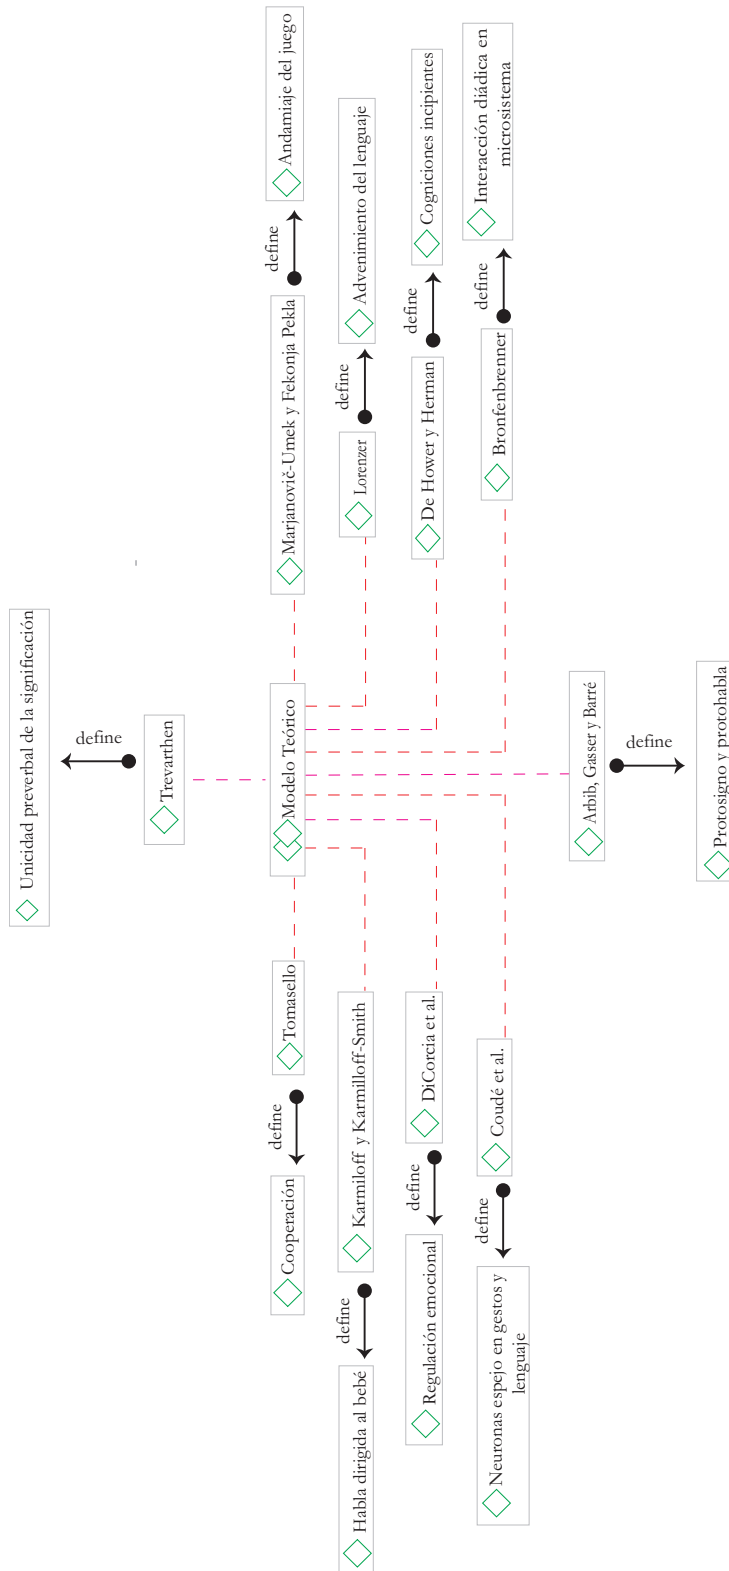 Unicidad preverbal de la significación
define
Trevarthen
Modelo Teórico
Tomasello
define
Cooperación
Karmiloff y Karmilloff-Smith
define
Habla dirigida al bebé
DiCorcia et al.
define
Regulación emocional
Coudé et al.
define
Neuronas espejo en gestos y
lenguaje
Marjanovič-Umek y Fekonja Pekla
define
Andamiaje del juego
Lorenzer
define
Advenimiento del lenguaje
De Hower y Herman
define
Cogniciones incipientes
Bronfenbrenner
define
Interacción diádica en
microsistema
Arbib, Gasser y Barré
define
Protosigno y protohabla